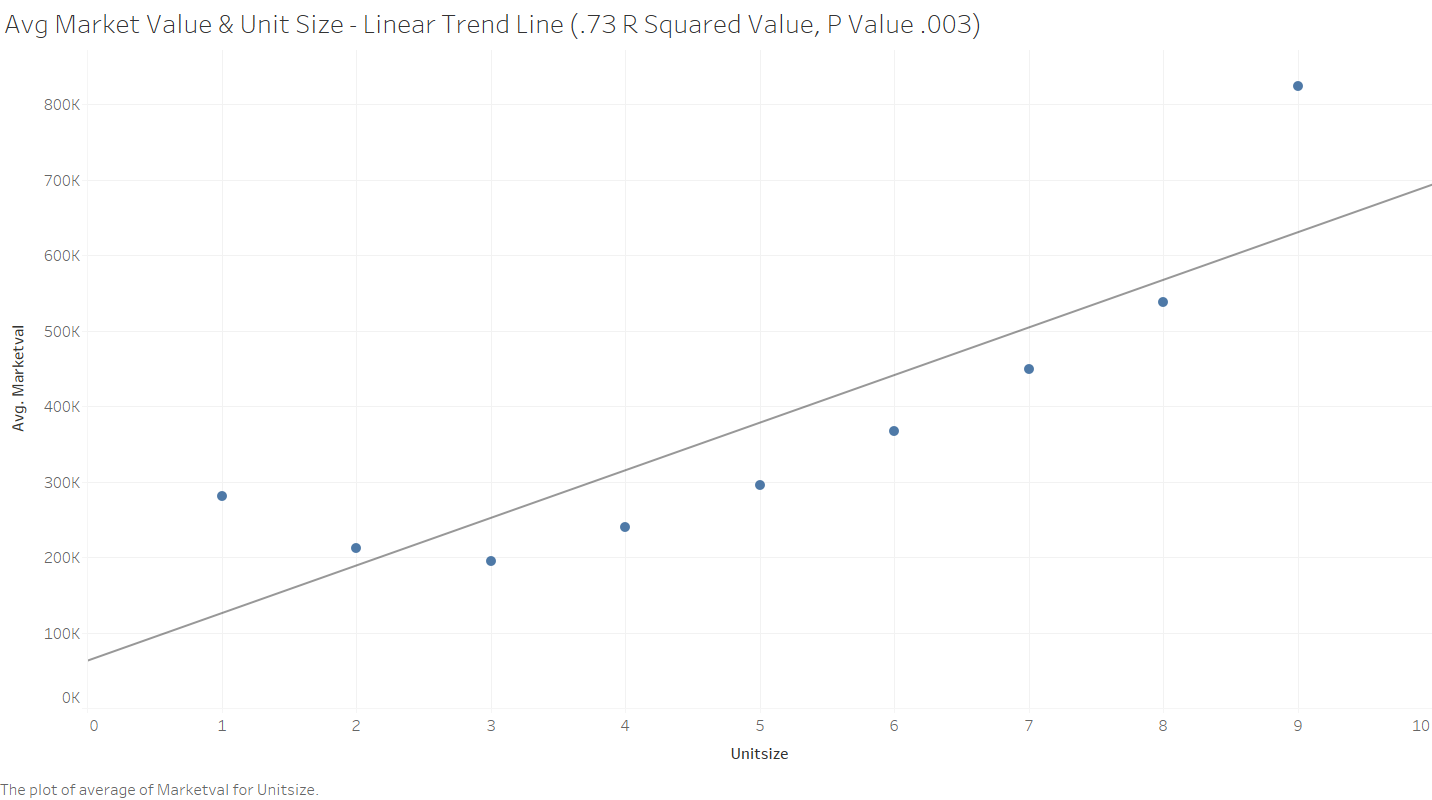 Avg Market Value & Unit Size - Linear Trend Line (.73 R Squared Value, P Value .003)
800K
700K
600K
500K
400K
300K
200K
100K
0K
Avg. Marketval
0 1 2 3 4 5 6 7 8 9 10
Unitsize
The plot of average of Marketval for Unitsize.